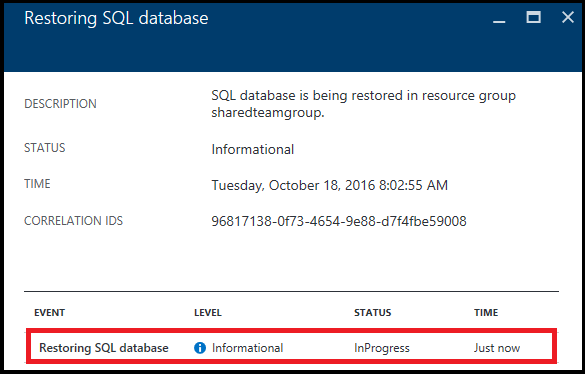 Restoring SQL database
DESCRIPTION
SQL database is being restored in resource group
sharedteamgroup.
STATUS
Informational
TIME
Tuesday, October 18, 2016 8:02:55 AM
CORRELATION IDS
96817138-0f73-4654-9e88-d7f4fbe59008
EVENT LEVEL STATUS TIME
Restoring SQL database Informational InProgress Just now